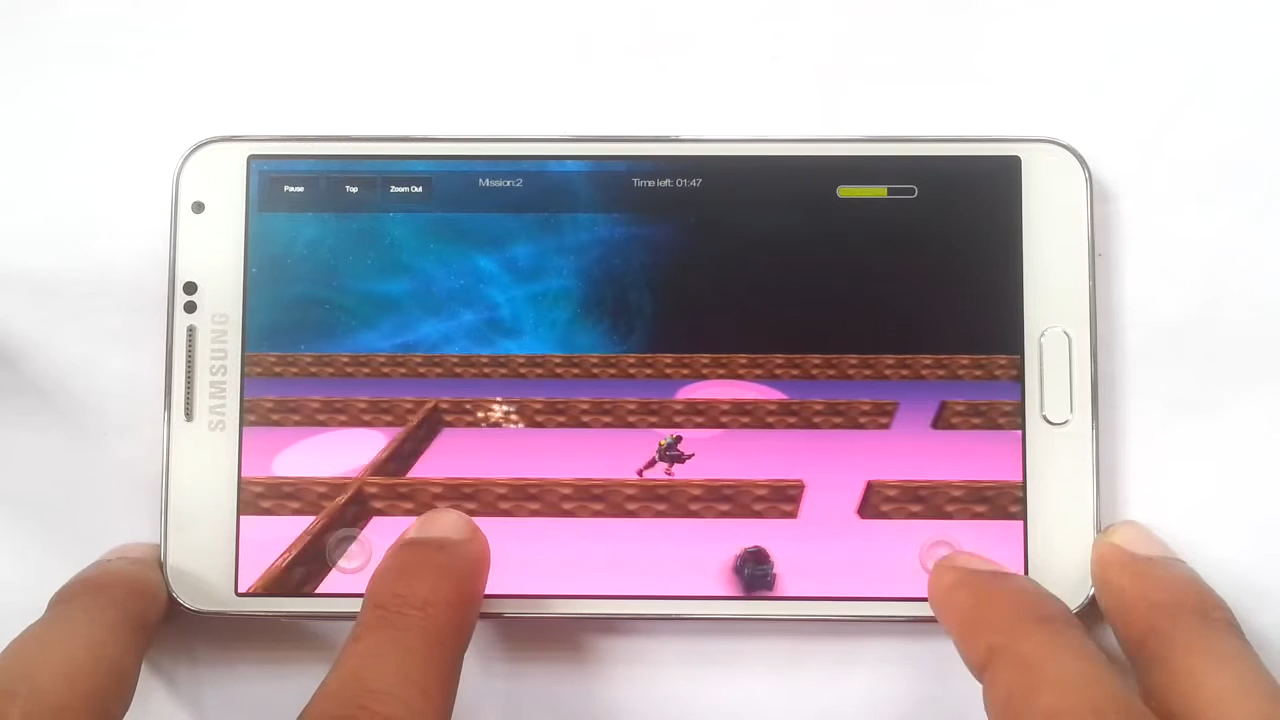 Pause
Top
Zoom Out
Mission:2
Time left: 01:47
SAMSUNG